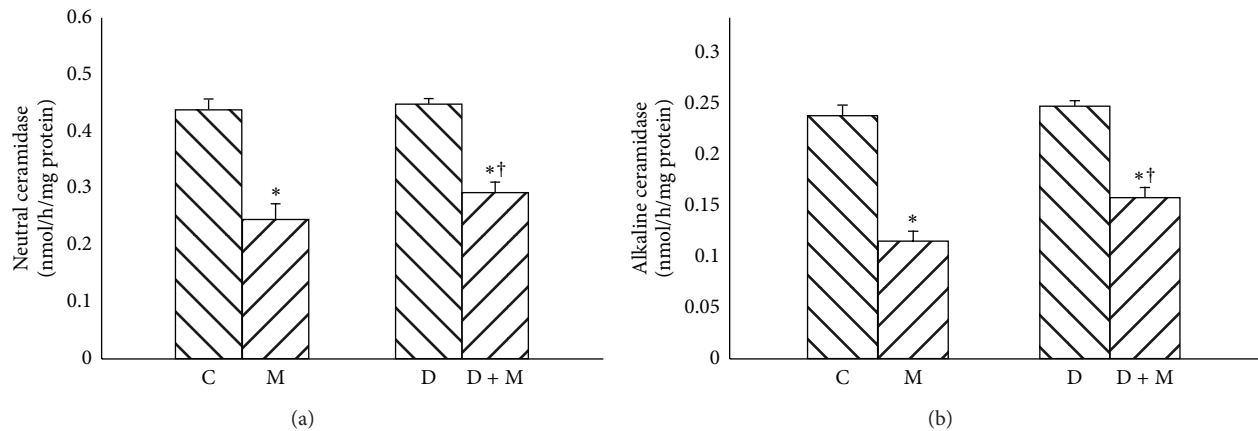 Neutral ceramidase
(nmol/h/mg protein)
0.6
0.5
0.4
0.3
0.2
0.1
0
*
*†
C M D D + M
(a)
Alkaline ceramidase
(nmol/h/mg protein)
0.3
0.25
0.2
0.15
0.1
0.05
0
*
*†
C M D D + M
(b)